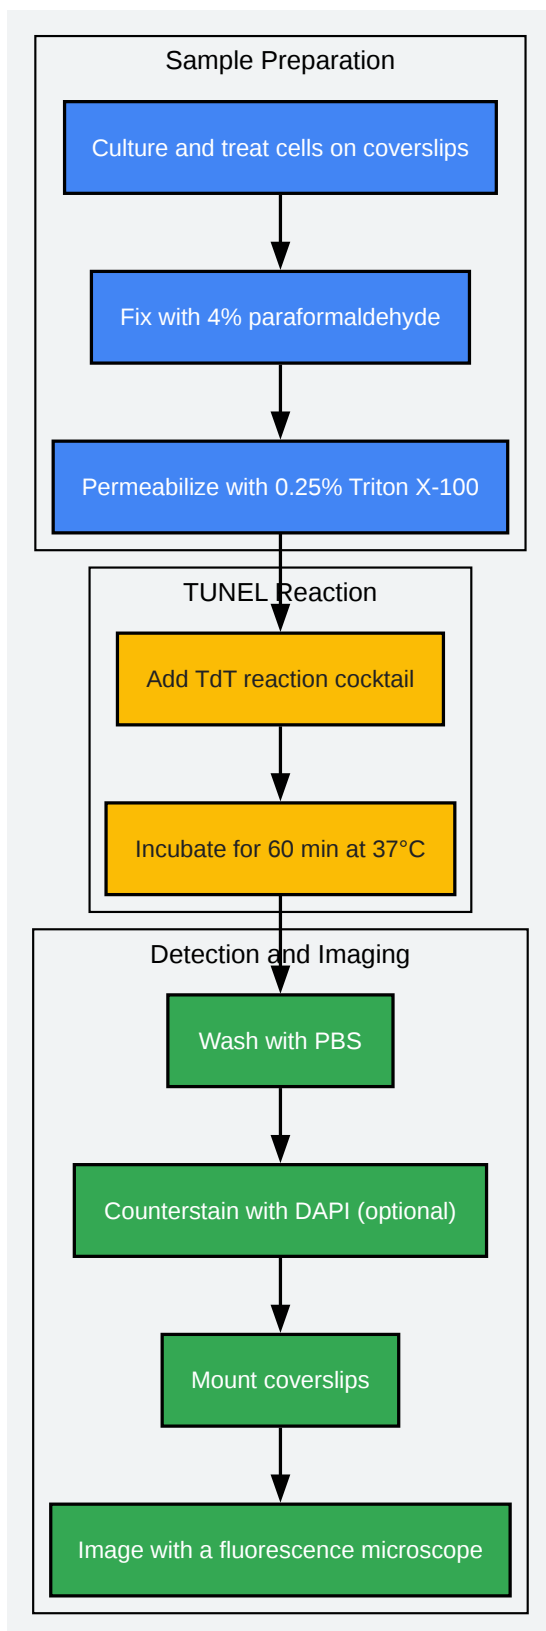 Sample Preparation
Culture and treat cells on coverslips
Fix with 4% paraformaldehyde
Permeabilize with 0.25% Triton X-100
TUNEL Reaction
Add TdT reaction cocktail
Incubate for 60 min at 37°C
Detection and Imaging
Wash with PBS
Counterstain with DAPI (optional)
Mount coverslips
Image with a fluorescence microscope